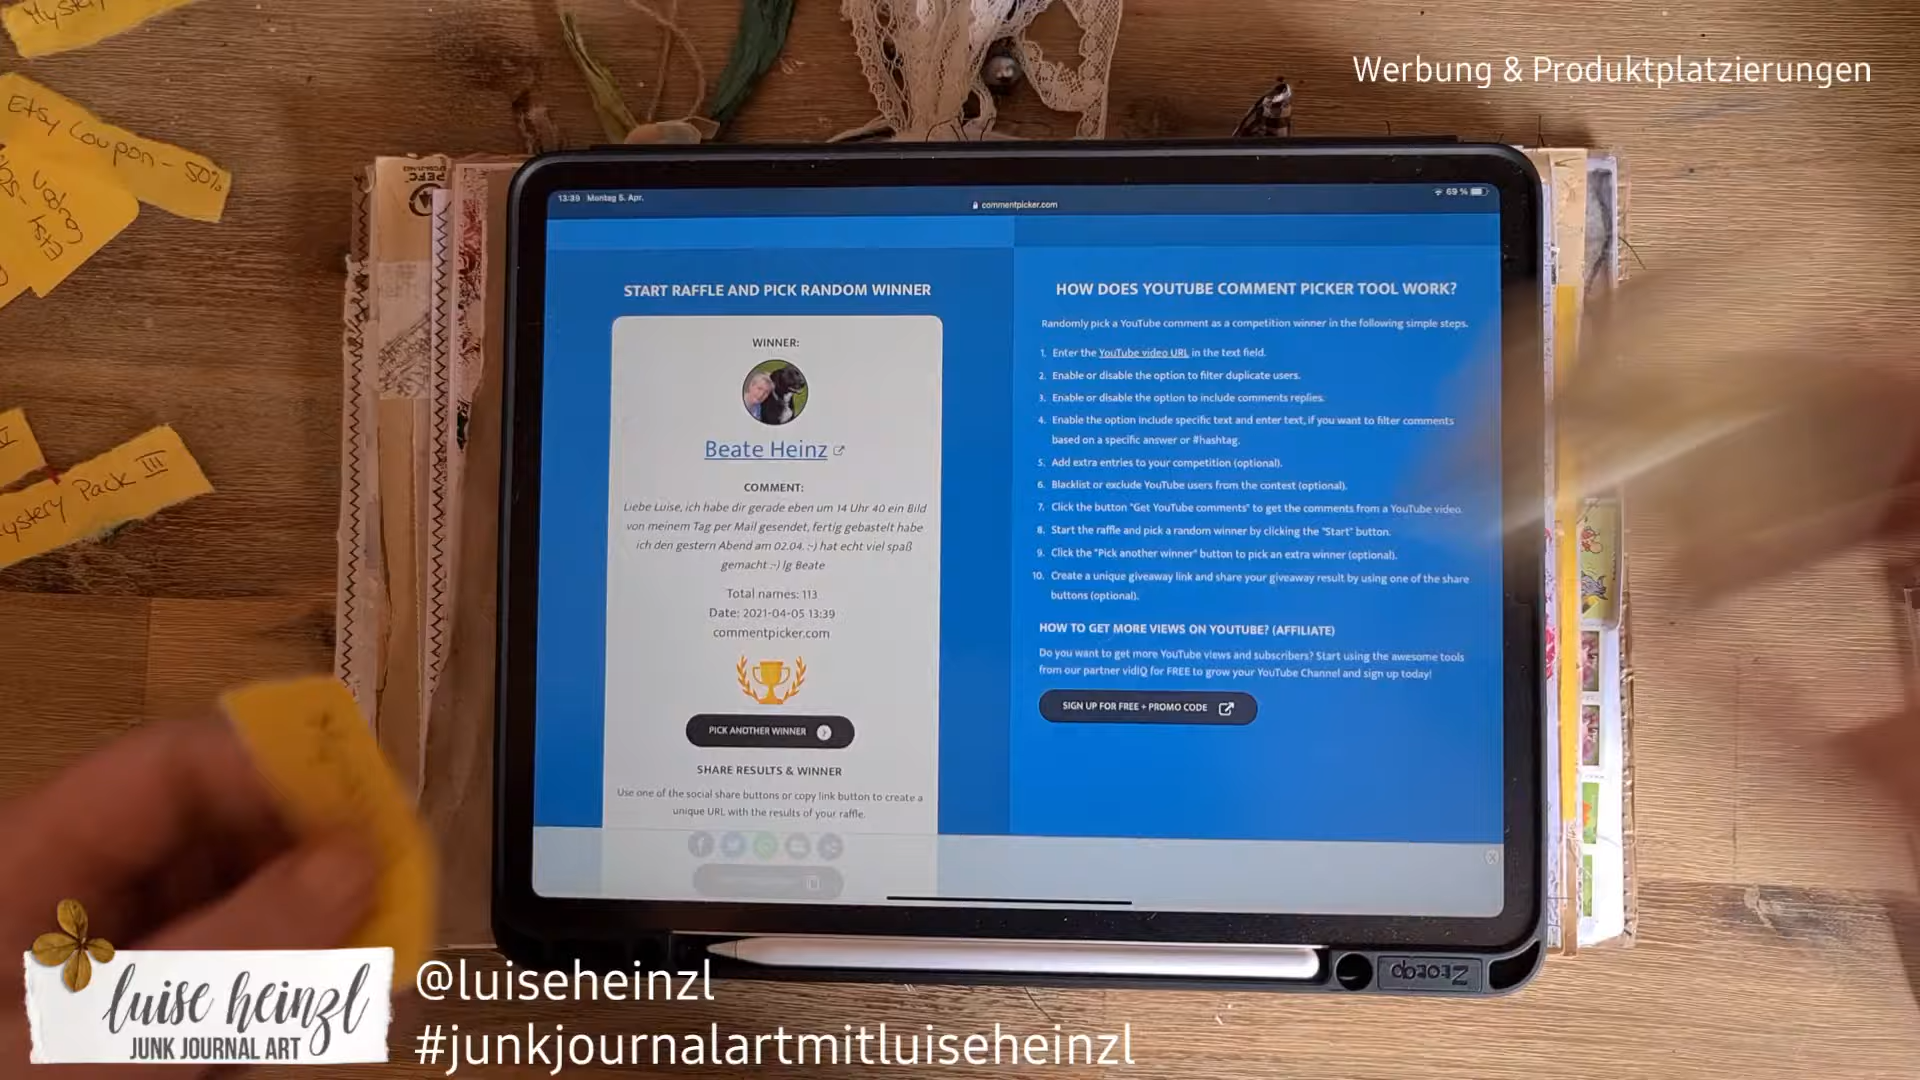 Mystery
Etsy Coupon - 50%
Coupon
Etsy
Mystery Pack III
Werbung & Produktplatzierungen
PEFC
13:39 Montag 5. Apr.
commentpicker.com
69 %
START RAFFLE AND PICK RANDOM WINNER
WINNER:
Beate Heinz
COMMENT:
Liebe Luise, ich habe dir gerade eben um 14 Uhr 40 ein Bild
von meinem Tag per Mail gesendet, fertig gebastelt habe
ich den gestern Abend am 02.04. :-) hat echt viel spaß
gemacht :-) lg Beate
Total names: 113
Date: 2021-04-05 13:39
commentpicker.com
PICK ANOTHER WINNER
SHARE RESULTS & WINNER
Use one of the social share buttons or copy link button to create a
unique URL with the results of your raffle.
HOW DOES YOUTUBE COMMENT PICKER TOOL WORK?
Randomly pick a YouTube comment as a competition winner in the following simple steps.
1. Enter the YouTube video URL in the text field.
2. Enable or disable the option to filter duplicate users.
3. Enable or disable the option to include comments replies.
4. Enable the option include specific text and enter text, if you want to filter comments
based on a specific answer or #hashtag.
5. Add extra entries to your competition (optional).
6. Blacklist or exclude YouTube users from the contest (optional).
7. Click the button "Get YouTube comments" to get the comments from a YouTube video.
8. Start the raffle and pick a random winner by clicking the "Start" button.
9. Click the "Pick another winner" button to pick an extra winner (optional).
10. Create a unique giveaway link and share your giveaway result by using one of the share
buttons (optional).
HOW TO GET MORE VIEWS ON YOUTUBE? (AFFILIATE)
Do you want to get more YouTube views and subscribers? Start using the awesome tools
from our partner vidIQ for FREE to grow your YouTube Channel and sign up today!
SIGN UP FOR FREE + PROMO CODE
Ztotop
luise heinzl
JUNK JOURNAL ART
@luiseheinzl
#junkjournalartmitluiseheinzl